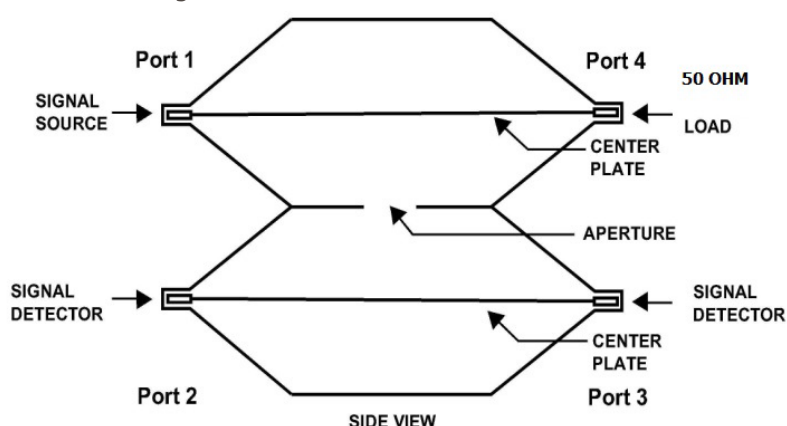 Port 1
Port 4
50 OHM
SIGNAL
SOURCE
LOAD
CENTER
PLATE
APERTURE
SIGNAL
DETECTOR
SIGNAL
DETECTOR
CENTER
PLATE
Port 2
Port 3
SIDE VIEW